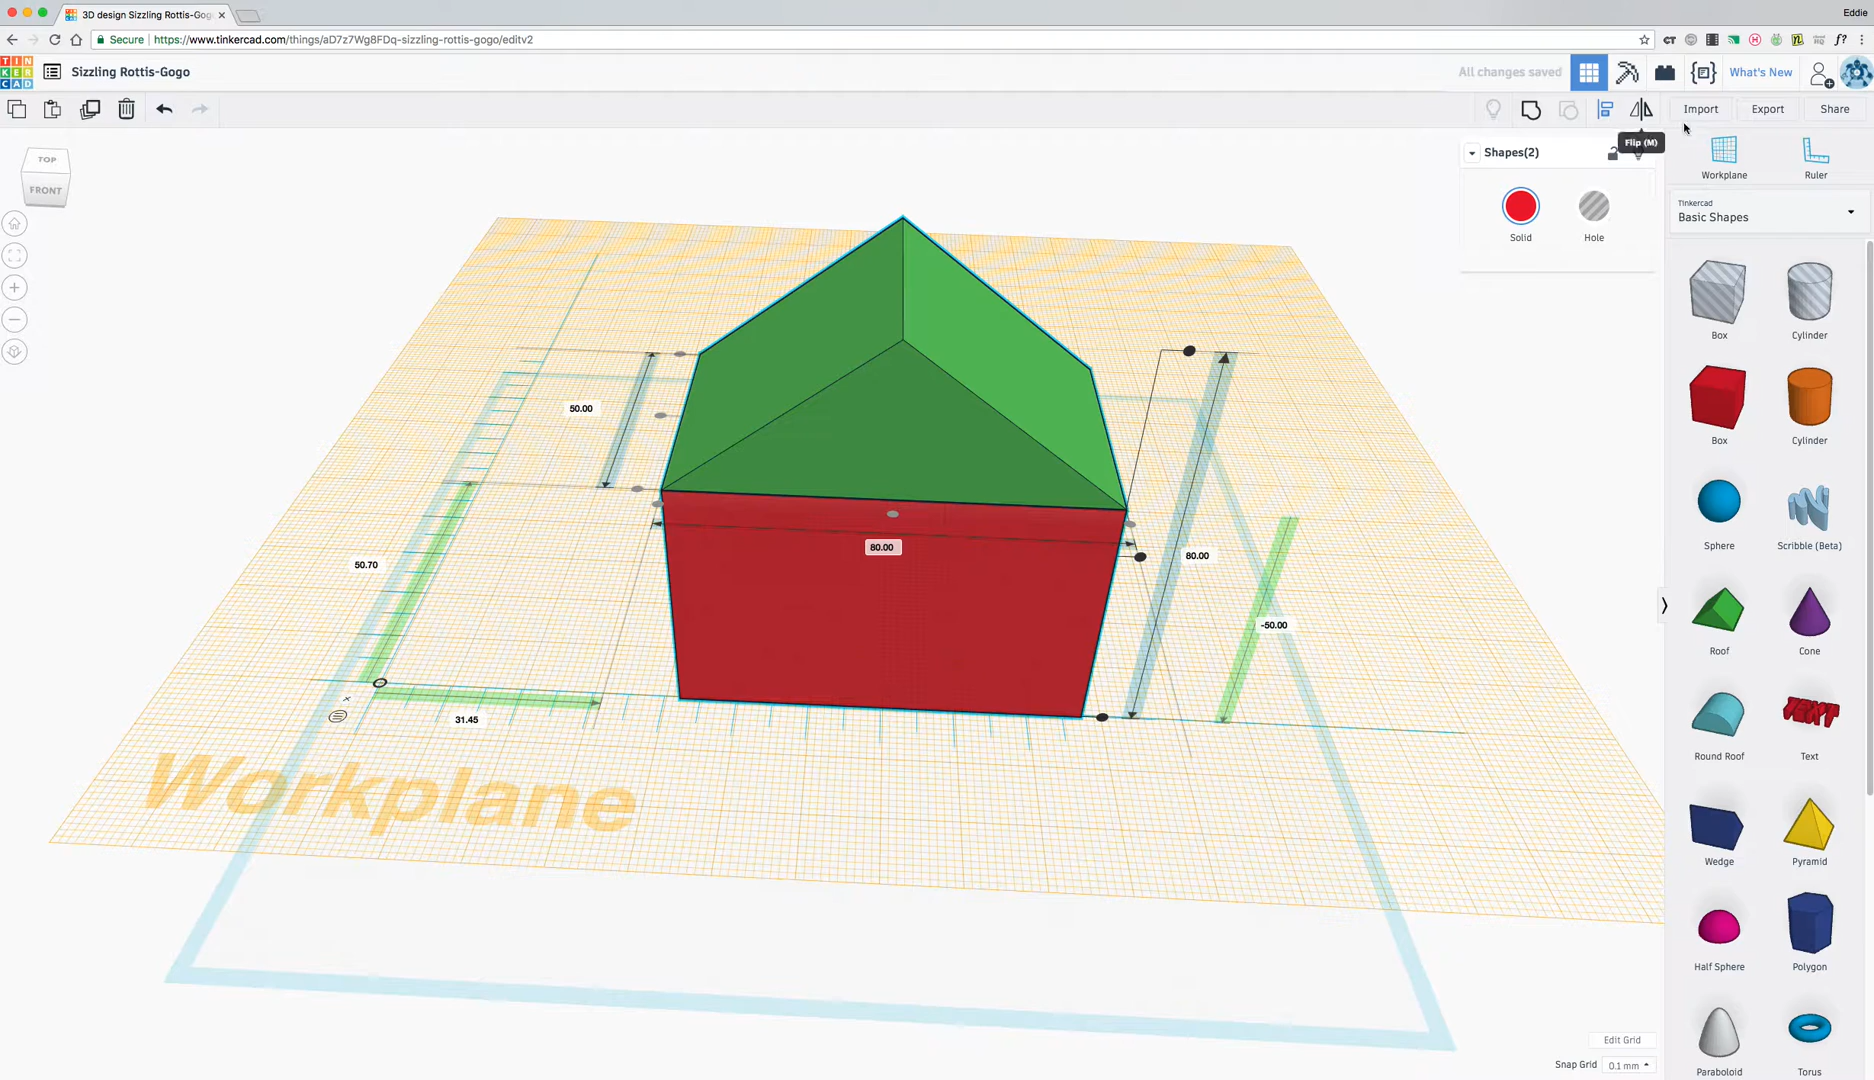 Eddie
3D design Sizzling Rottis-Gog
Secure
https://www.tinkercad.com/things/aD7z7Wg8FDq-sizzling-rottis-gogo/editv2
TIN
KER
CAD
Sizzling Rottis-Gogo
All changes saved
What's New
Import
Export
Share
Flip (M)
TOP
FRONT
Shapes(2)
Solid
Hole
Workplane
Ruler
Tinkercad
Basic Shapes
Box
Cylinder
Box
Cylinder
Sphere
Scribble (Beta)
Roof
Cone
Round Roof
TEXT
Text
Wedge
Pyramid
Half Sphere
Polygon
Paraboloid
Torus
50.00
50.70
80.00
80.00
-50.00
31.45
Workplane
Edit Grid
Snap Grid
0.1 mm